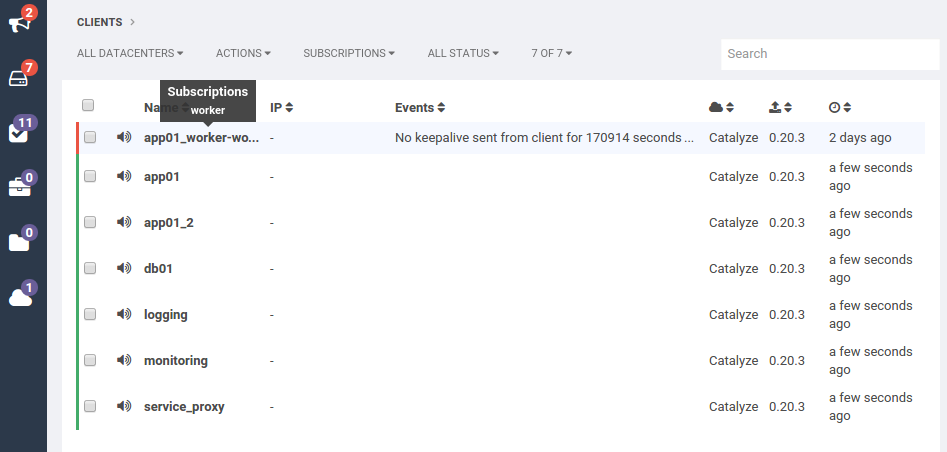 2
CLIENTS
ALL DATACENTERS ACTIONS SUBSCRIPTIONS ALL STATUS 7 OF 7 Search
7
Subscriptions
worker
Name IP Events
11
app01_worker-wo... - No keepalive sent from client for 170914 seconds ... Catalyze 0.20.3 2 days ago
app01 - Catalyze 0.20.3 a few seconds ago
0
app01_2 - Catalyze 0.20.3 a few seconds ago
0
db01 - Catalyze 0.20.3 a few seconds ago
1
logging - Catalyze 0.20.3 a few seconds ago
monitoring - Catalyze 0.20.3 a few seconds ago
service_proxy - Catalyze 0.20.3 a few seconds ago